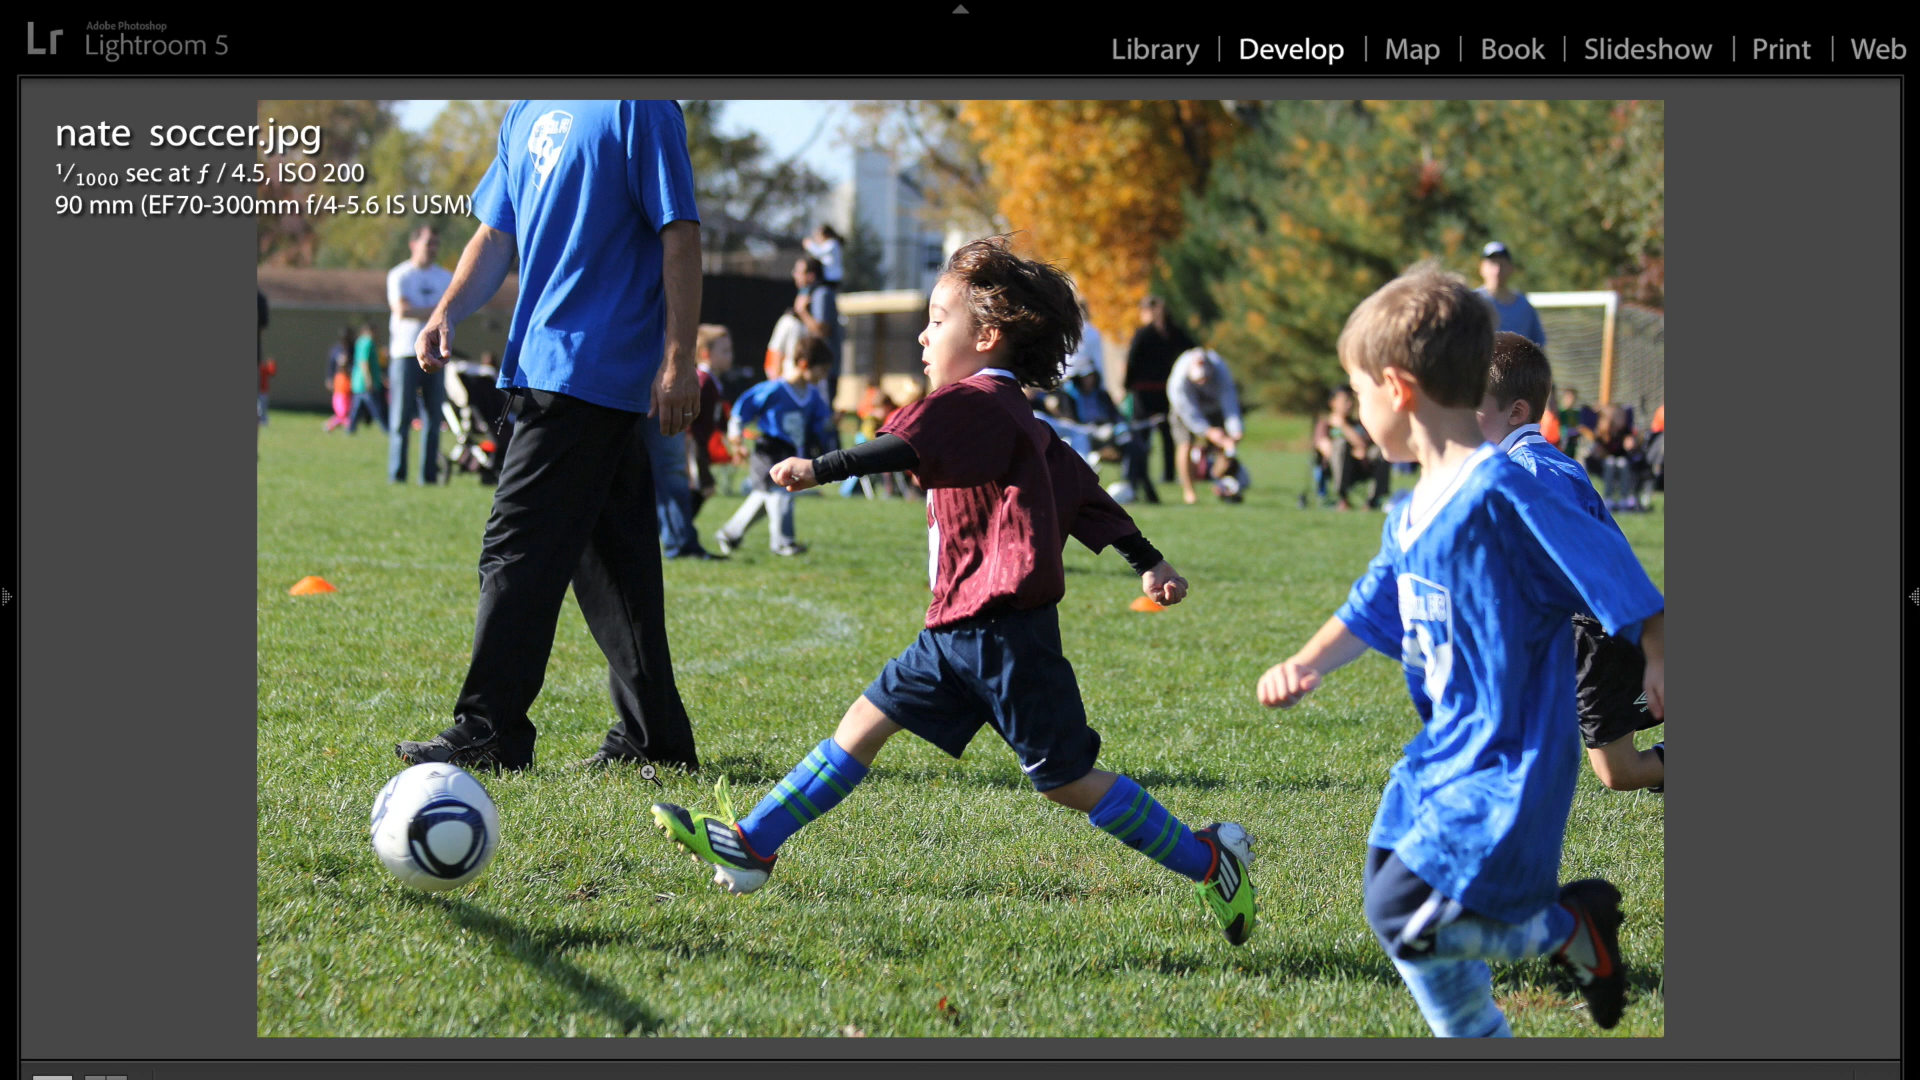 Lr
Adobe Photoshop
Lightroom 5
Library | Develop | Map | Book | Slideshow | Print | Web
nate soccer.jpg
1/1000 sec at ƒ / 4.5, ISO 200
90 mm (EF70-300mm f/4-5.6 IS USM)